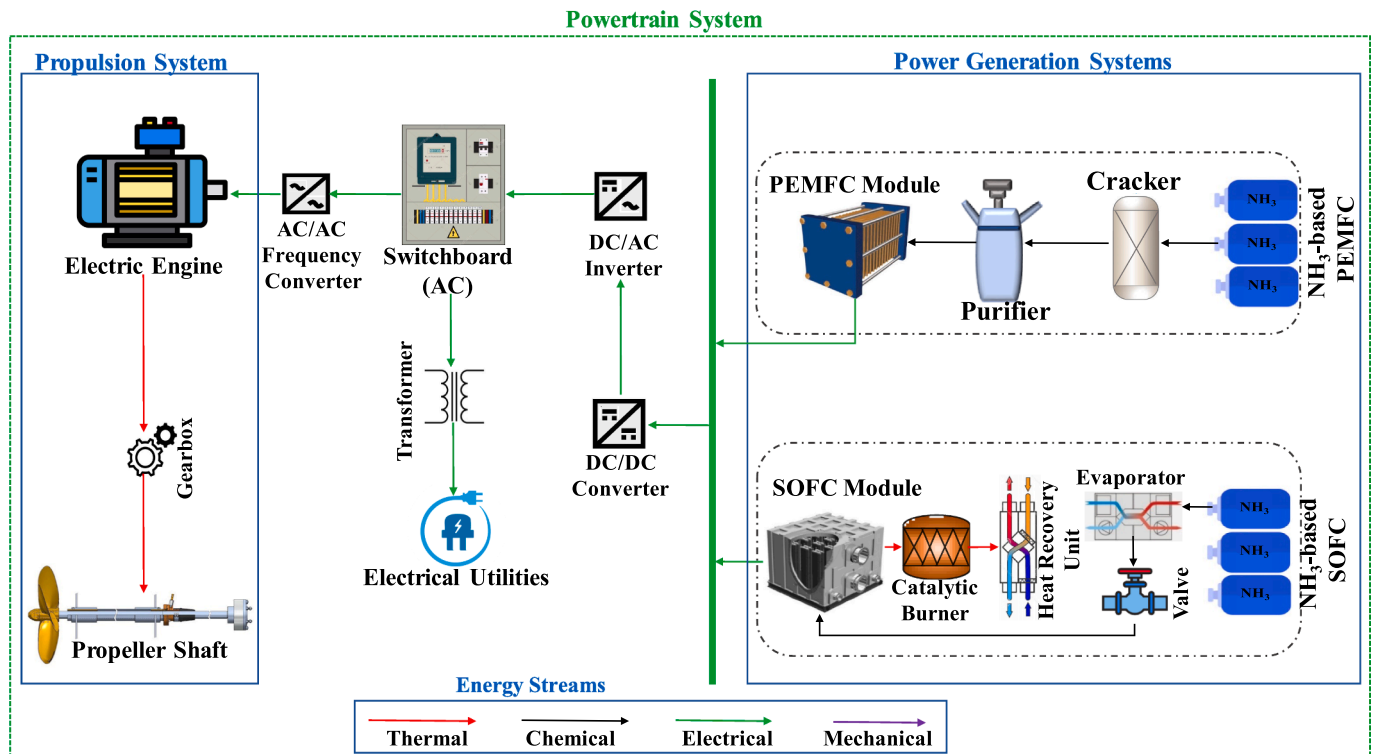 Powertrain System
Propulsion System
Power Generation Systems
Electric Engine
AC/AC
Frequency
Converter
Switchboard
(AC)
DC/AC
Inverter
Transformer
Electrical Utilities
DC/DC
Converter
Gearbox
Propeller Shaft
PEMFC Module
Purifier
Cracker
NH₃
NH₃
NH₃
NH₃-based
PEMFC
SOFC Module
Catalytic
Burner
Heat Recovery
Unit
Evaporator
Valve
NH₃
NH₃
NH₃
NH₃-based
SOFC
Energy Streams
Thermal
Chemical
Electrical
Mechanical